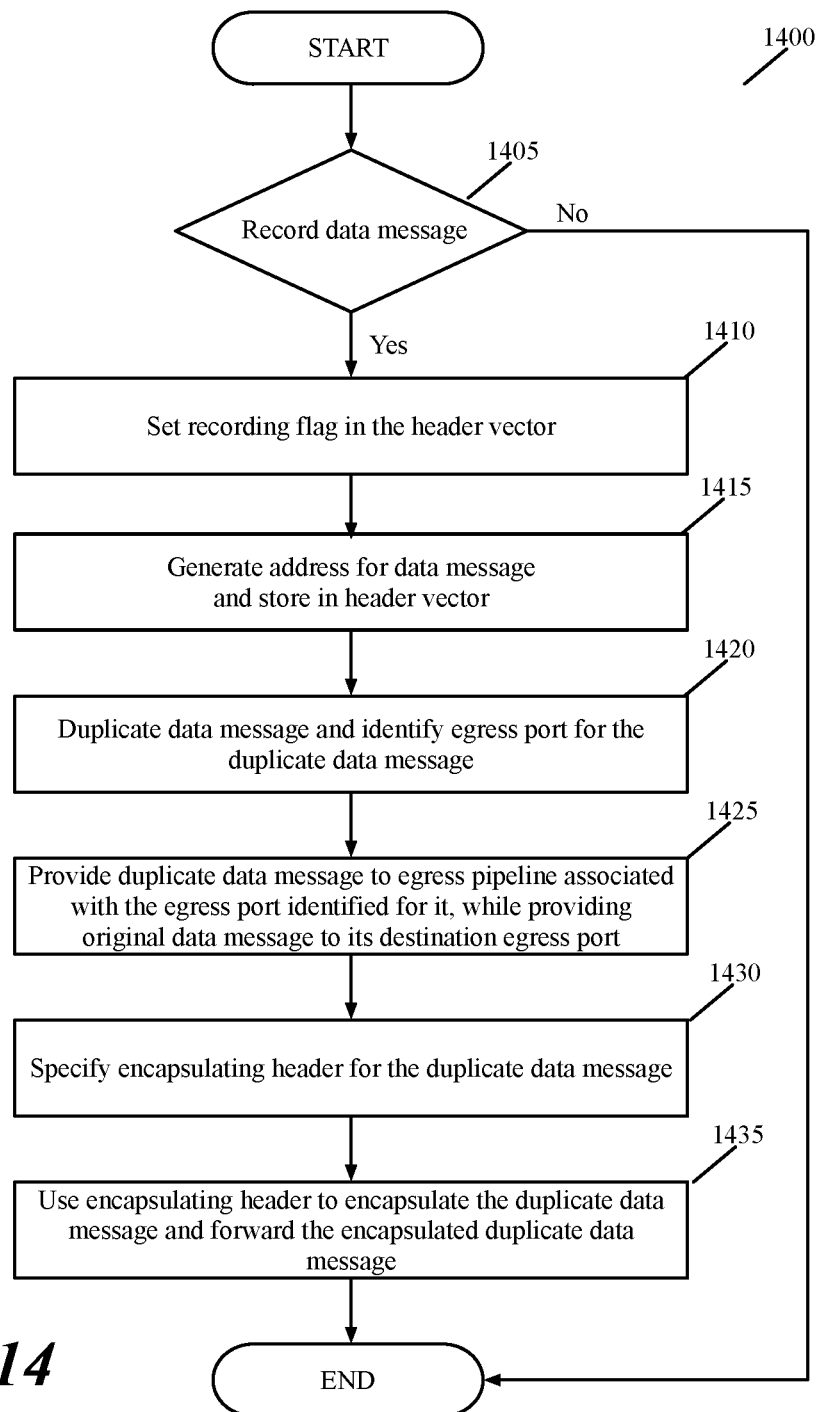 START
1400
1405
Record data message
No
Yes
1410
Set recording flag in the header vector
1415
Generate address for data message
and store in header vector
1420
Duplicate data message and identify egress port for the
duplicate data message
1425
Provide duplicate data message to egress pipeline associated
with the egress port identified for it, while providing
original data message to its destination egress port
1430
Specify encapsulating header for the duplicate data message
1435
Use encapsulating header to encapsulate the duplicate data
message and forward the encapsulated duplicate data
message
14
END